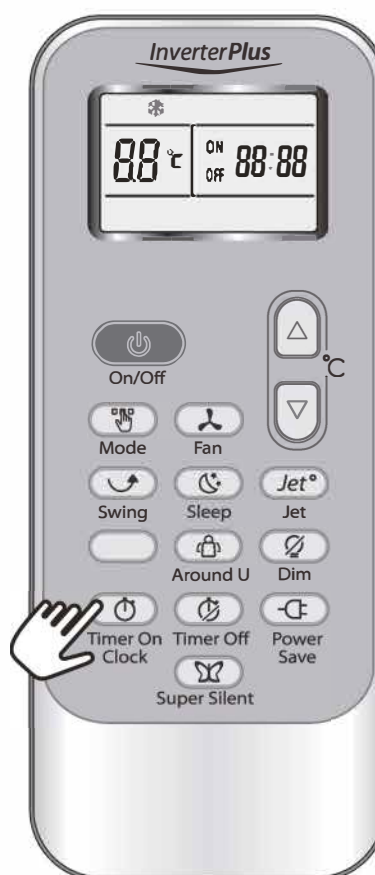 InverterPlus
88 °C ON 88:88
OFF
On/Off
°C
Mode Fan
Swing Sleep Jet° Jet
Around U Dim
Timer On Timer Off Power
Clock Save
Super Silent